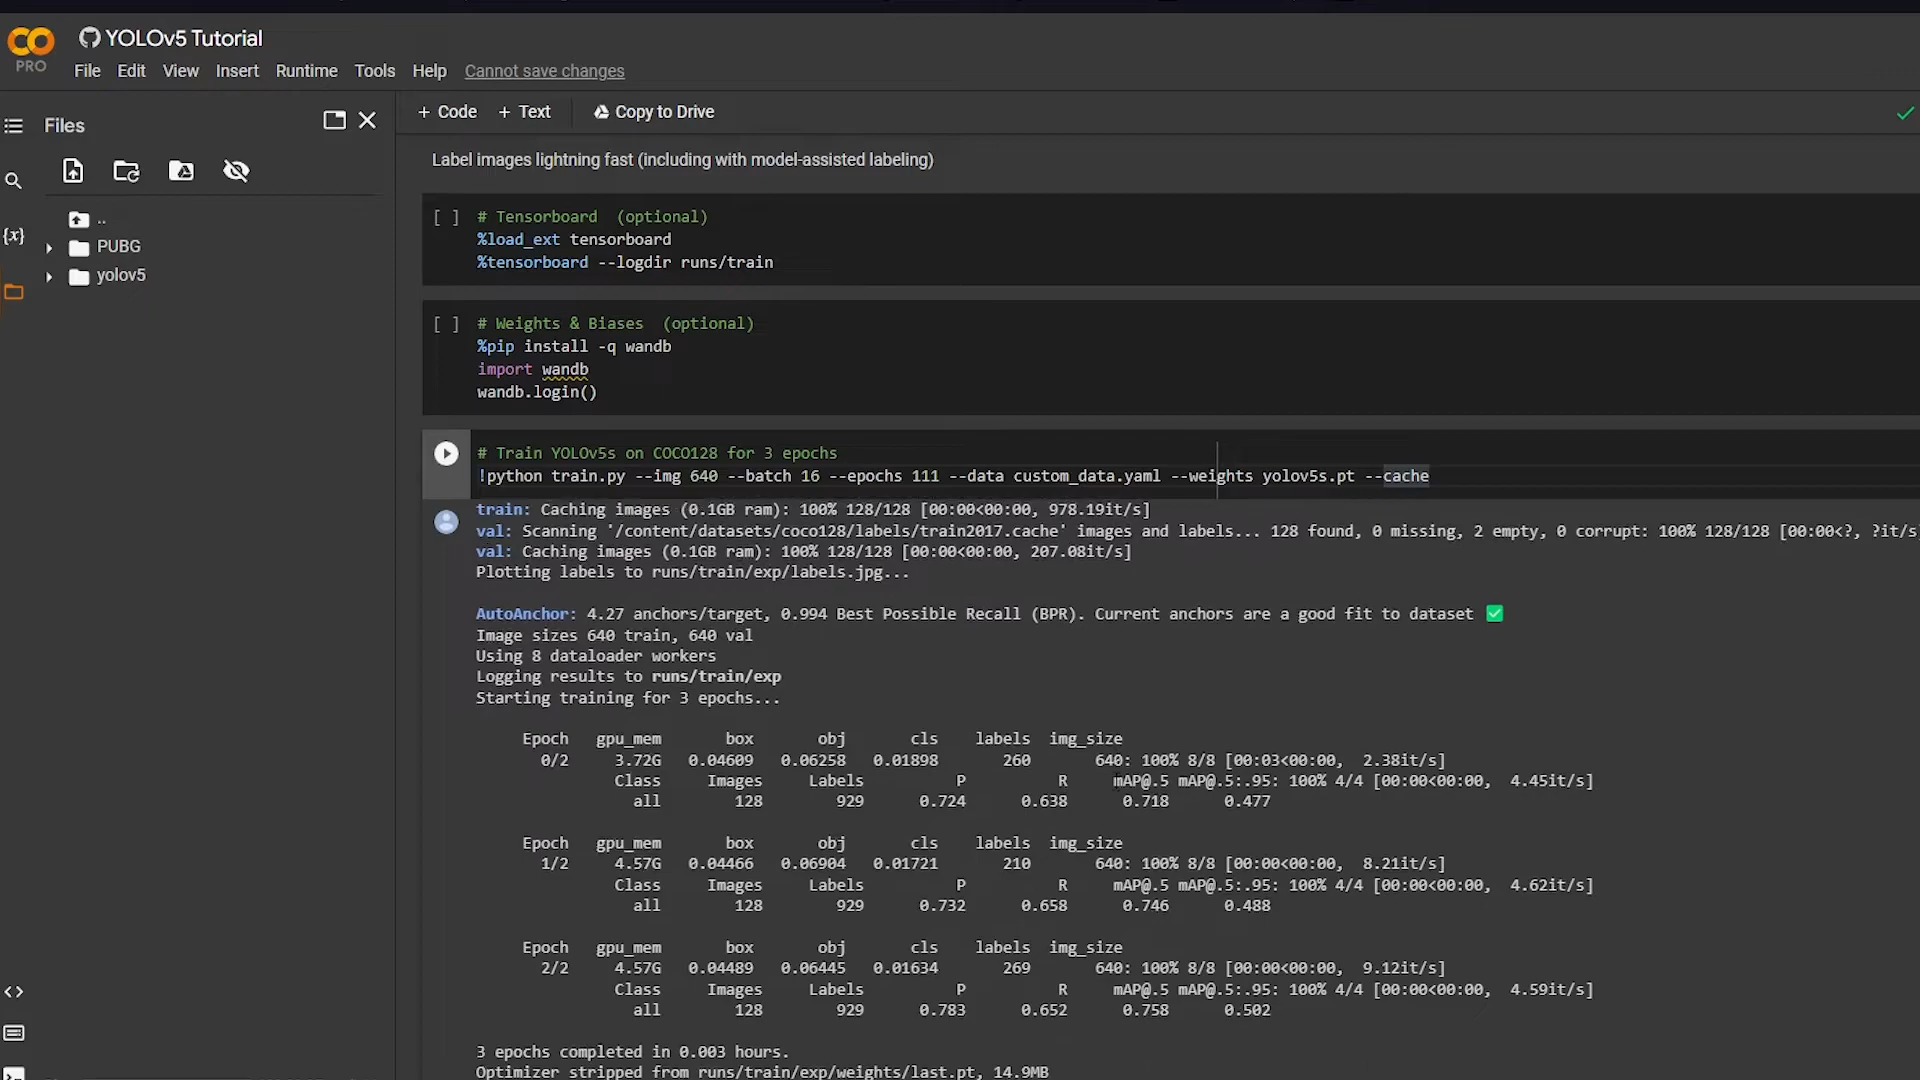 YOLOv5 Tutorial
PRO
File Edit View Insert Runtime Tools Help Cannot save changes
Files
+ Code + Text Copy to Drive
..
PUBG
yolov5
{x}
Label images lightning fast (including with model-assisted labeling)
[ ] # Tensorboard  (optional)
%load_ext tensorboard
%tensorboard --logdir runs/train
[ ] # Weights & Biases  (optional)
%pip install -q wandb
import wandb
wandb.login()
# Train YOLOv5s on COCO128 for 3 epochs
!python train.py --img 640 --batch 16 --epochs 111 --data custom_data.yaml --weights yolov5s.pt --cache
train: Caching images (0.1GB ram): 100% 128/128 [00:00<00:00, 978.19it/s]
val: Scanning '/content/datasets/coco128/labels/train2017.cache' images and labels... 128 found, 0 missing, 2 empty, 0 corrupt: 100% 128/128 [00:00<?, ?it/s
val: Caching images (0.1GB ram): 100% 128/128 [00:00<00:00, 207.08it/s]
Plotting labels to runs/train/exp/labels.jpg...
AutoAnchor: 4.27 anchors/target, 0.994 Best Possible Recall (BPR). Current anchors are a good fit to dataset ✅
Image sizes 640 train, 640 val
Using 8 dataloader workers
Logging results to runs/train/exp
Starting training for 3 epochs...
Epoch gpu_mem box obj cls labels img_size
0/2 3.72G 0.04609 0.06258 0.01898 260 640: 100% 8/8 [00:03<00:00, 2.38it/s]
Class Images Labels P R mAP@.5 mAP@.5:.95: 100% 4/4 [00:00<00:00, 4.45it/s]
all 128 929 0.724 0.638 0.718 0.477
Epoch gpu_mem box obj cls labels img_size
1/2 4.57G 0.04466 0.06904 0.01721 210 640: 100% 8/8 [00:00<00:00, 8.21it/s]
Class Images Labels P R mAP@.5 mAP@.5:.95: 100% 4/4 [00:00<00:00, 4.62it/s]
all 128 929 0.732 0.658 0.746 0.488
Epoch gpu_mem box obj cls labels img_size
2/2 4.57G 0.04489 0.06445 0.01634 269 640: 100% 8/8 [00:00<00:00, 9.12it/s]
Class Images Labels P R mAP@.5 mAP@.5:.95: 100% 4/4 [00:00<00:00, 4.59it/s]
all 128 929 0.783 0.652 0.758 0.502
3 epochs completed in 0.003 hours.
Optimizer stripped from runs/train/exp/weights/last.pt, 14.9MB